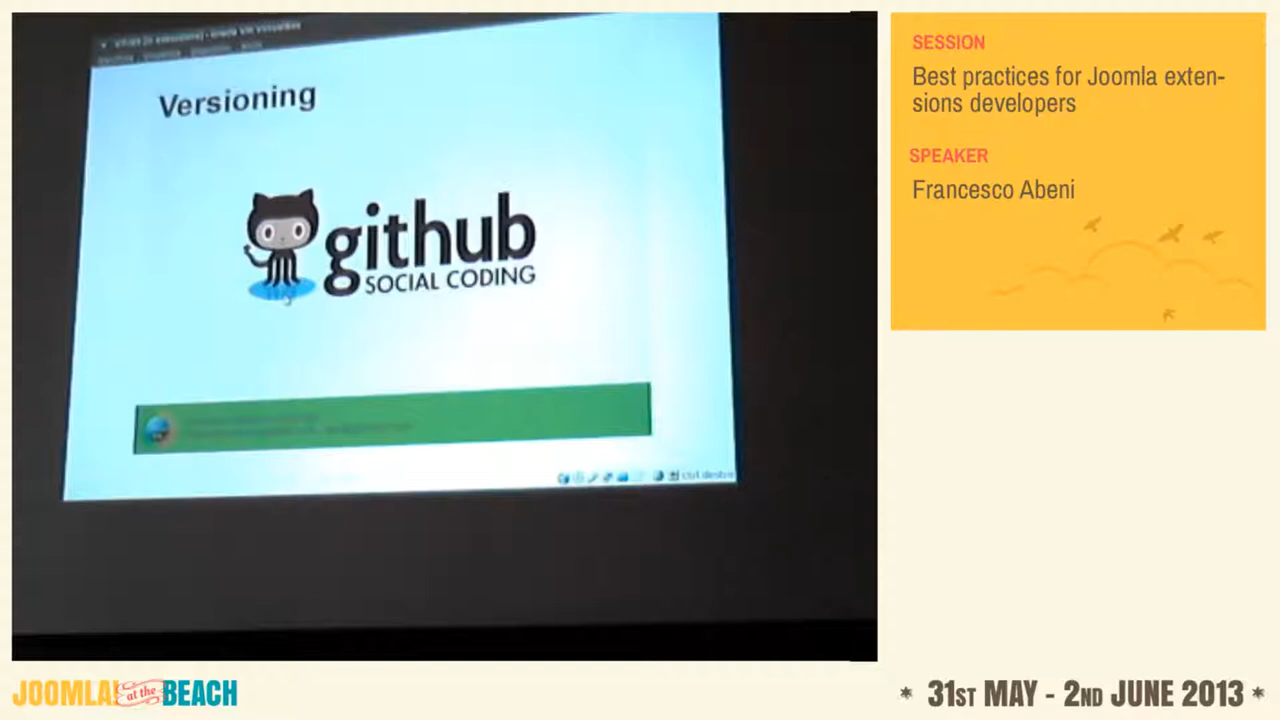 Versioning
github
SOCIAL CODING
SESSION
Best practices for Joomla exten-
sions developers
SPEAKER
Francesco Abeni
JOOMLA! at the BEACH
* 31ST MAY - 2ND JUNE 2013 *